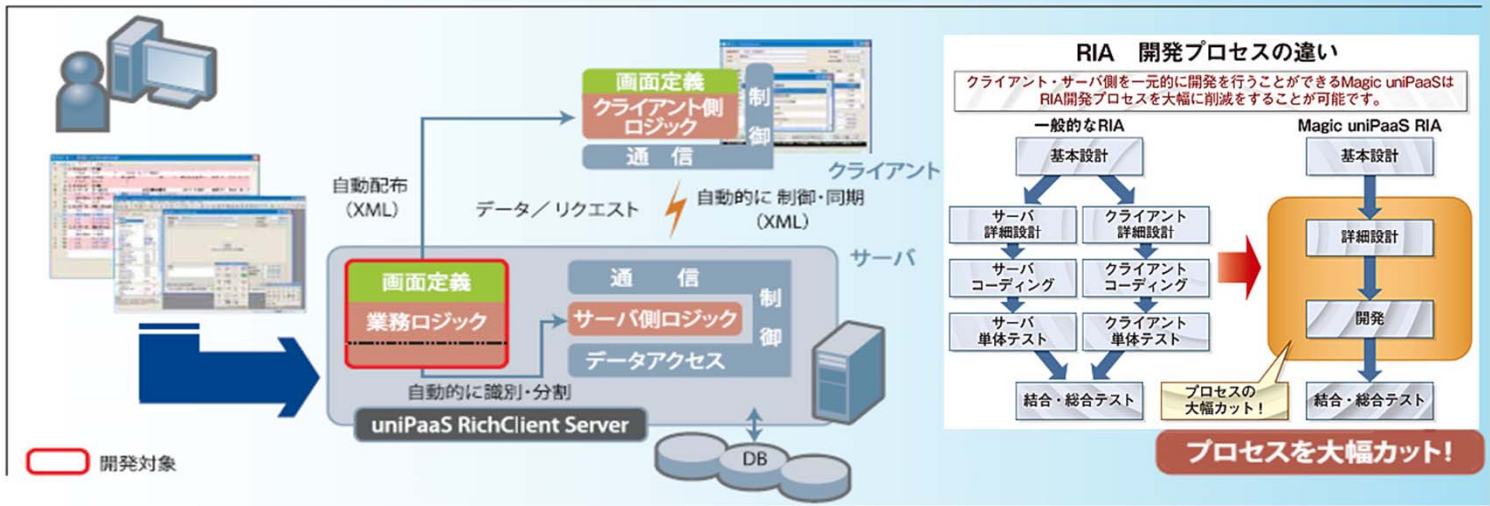 画面定義
クライアント側
ロジック
制御
通 信
クライアント
自動配布
(XML)
データ／リクエスト
自動的に 制御・同期
(XML)
サーバ
画面定義
業務ロジック
通 信
制御
サーバ側ロジック
データアクセス
自動的に識別・分割
uniPaaS RichClient Server
DB
開発対象
RIA 開発プロセスの違い
クライアント・サーバ側を一元的に開発を行うことができるMagic uniPaaSは
RIA開発プロセスを大幅に削減をすることが可能です。
一般的なRIA
Magic uniPaaS RIA
基本設計
基本設計
サーバ
詳細設計
クライアント
詳細設計
詳細設計
サーバ
コーディング
クライアント
コーディング
開発
サーバ
単体テスト
クライアント
単体テスト
プロセスの
大幅カット！
結合・総合テスト
結合・総合テスト
プロセスを大幅カット！